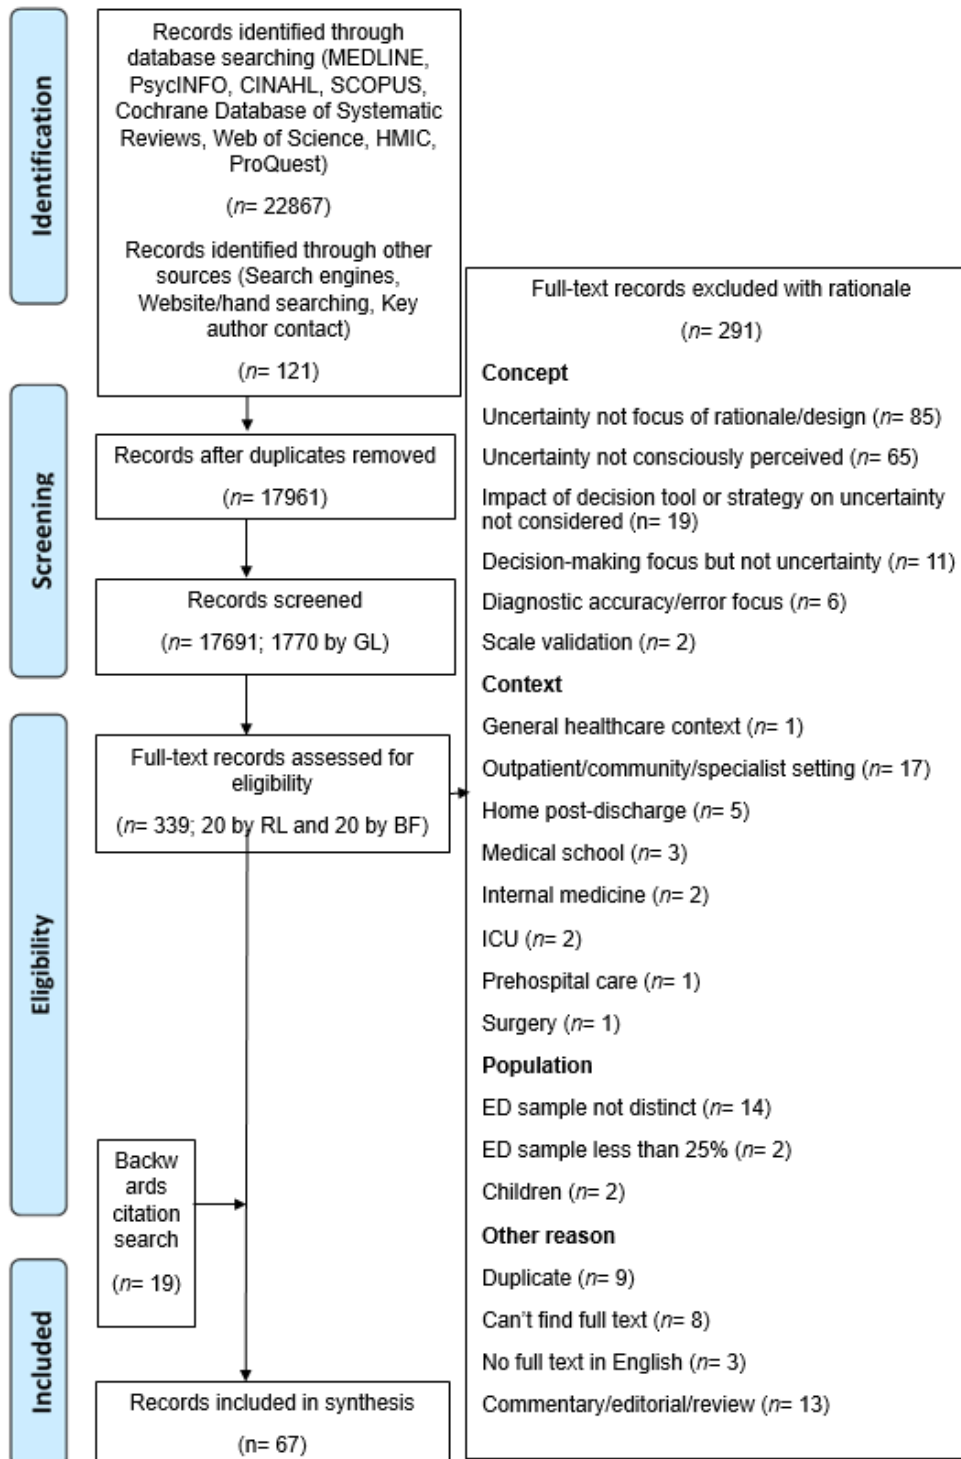 Identification
Records identified through
database searching (MEDLINE,
PsycINFO, CINAHL, SCOPUS,
Cochrane Database of Systematic
Reviews, Web of Science, HMIC,
ProQuest)
(n= 22867)
Records identified through other
sources (Search engines,
Website/hand searching, Key
author contact)
(n= 121)
Screening
Records after duplicates removed
(n= 17961)
Records screened
(n= 17691; 1770 by GL)
Eligibility
Full-text records assessed for
eligibility
(n= 339; 20 by RL and 20 by BF)
Full-text records excluded with rationale
(n= 291)
Concept
Uncertainty not focus of rationale/design (n= 85)
Uncertainty not consciously perceived (n= 65)
Impact of decision tool or strategy on uncertainty
not considered (n= 19)
Decision-making focus but not uncertainty (n= 11)
Diagnostic accuracy/error focus (n= 6)
Scale validation (n= 2)
Context
General healthcare context (n= 1)
Outpatient/community/specialist setting (n= 17)
Home post-discharge (n= 5)
Medical school (n= 3)
Internal medicine (n= 2)
ICU (n= 2)
Prehospital care (n= 1)
Surgery (n= 1)
Population
ED sample not distinct (n= 14)
ED sample less than 25% (n= 2)
Children (n= 2)
Other reason
Duplicate (n= 9)
Can't find full text (n= 8)
No full text in English (n= 3)
Commentary/editorial/review (n= 13)
Backw
ards
citation
search
(n= 19)
Included
Records included in synthesis
(n= 67)